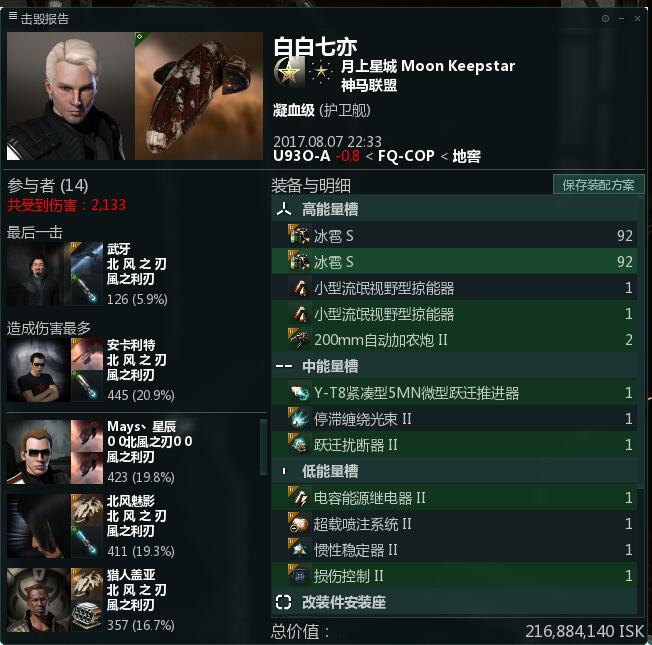 击毁报告
白白七亦
月上星城 Moon Keepstar
神马联盟
凝血级 (护卫舰)
2017.08.07 22:33
U93O-A -0.8 < FQ-COP < 地窖
参与者 (14)
共受到伤害：2,133
最后一击
武牙
北 风 之 刃
風之利刃
126 (5.9%)
造成伤害最多
安卡利特
北 风 之 刃
風之利刃
445 (20.9%)
Mays、星辰
0 0北風之刃0 0
風之利刃
423 (19.8%)
北风魅影
北 风 之 刃
風之利刃
411 (19.3%)
猎人盖亚
北 风 之 刃
風之利刃
357 (16.7%)
装备与明细
保存装配方案
高能量槽
冰雹 S 92
冰雹 S 92
小型流氓视野型掠能器 1
小型流氓视野型掠能器 1
200mm自动加农炮 II 2
中能量槽
Y-T8紧凑型5MN微型跃迁推进器 1
停滞缠绕光束 II 1
跃迁扰断器 II 1
低能量槽
电容能源继电器 II 1
超载喷注系统 II 1
惯性稳定器 II 1
损伤控制 II 1
改装件安装座
总价值： 216,884,140 ISK